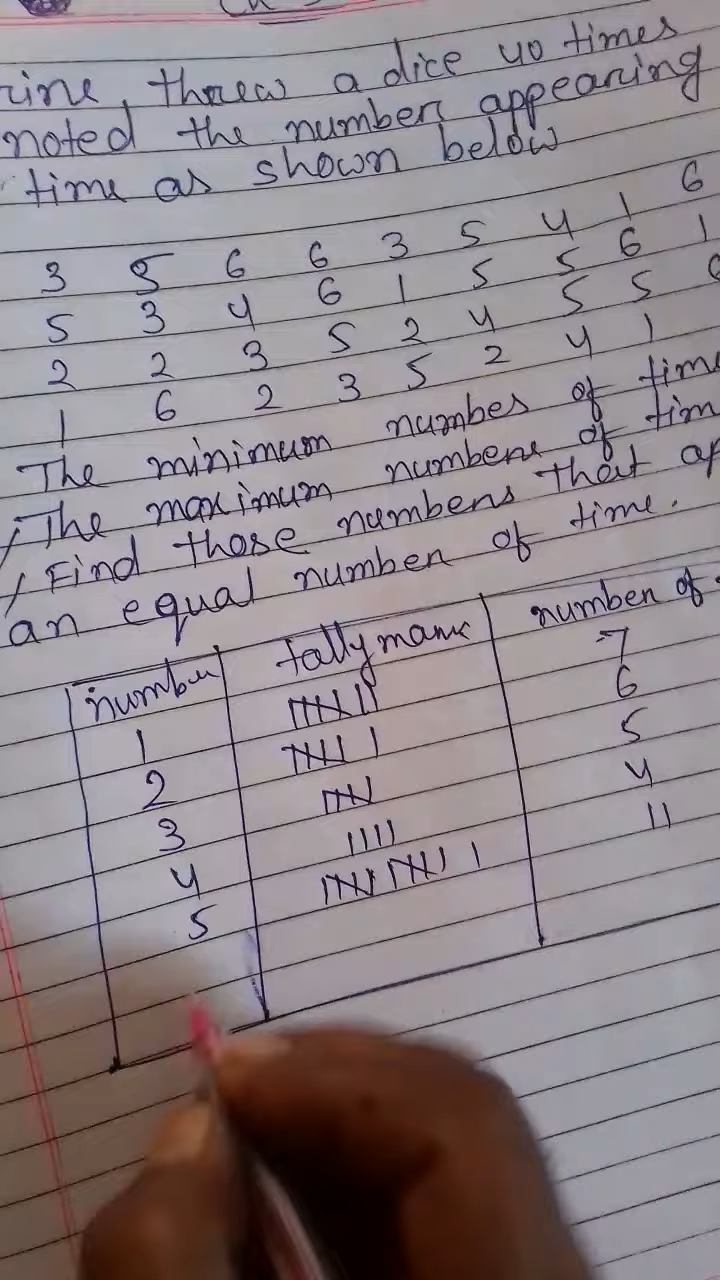 threw a dice 40 times
noted the number appearing
time as shown below
3 5 6 6 3 5 4 1 6
5 3 4 6 1 5 5 6 1
2 2 3 5 2 4 5 5
1 6 2 3 5 2 4 1
The minimum number of time
The maximum numbers of tim
Find those numbers that ap
an equal number of time.
number tally mark number of
1 𝍸 || 7
2 𝍸 | 6
3 𝍸 5
4 |||| 4
5 𝍸 𝍸 | 11